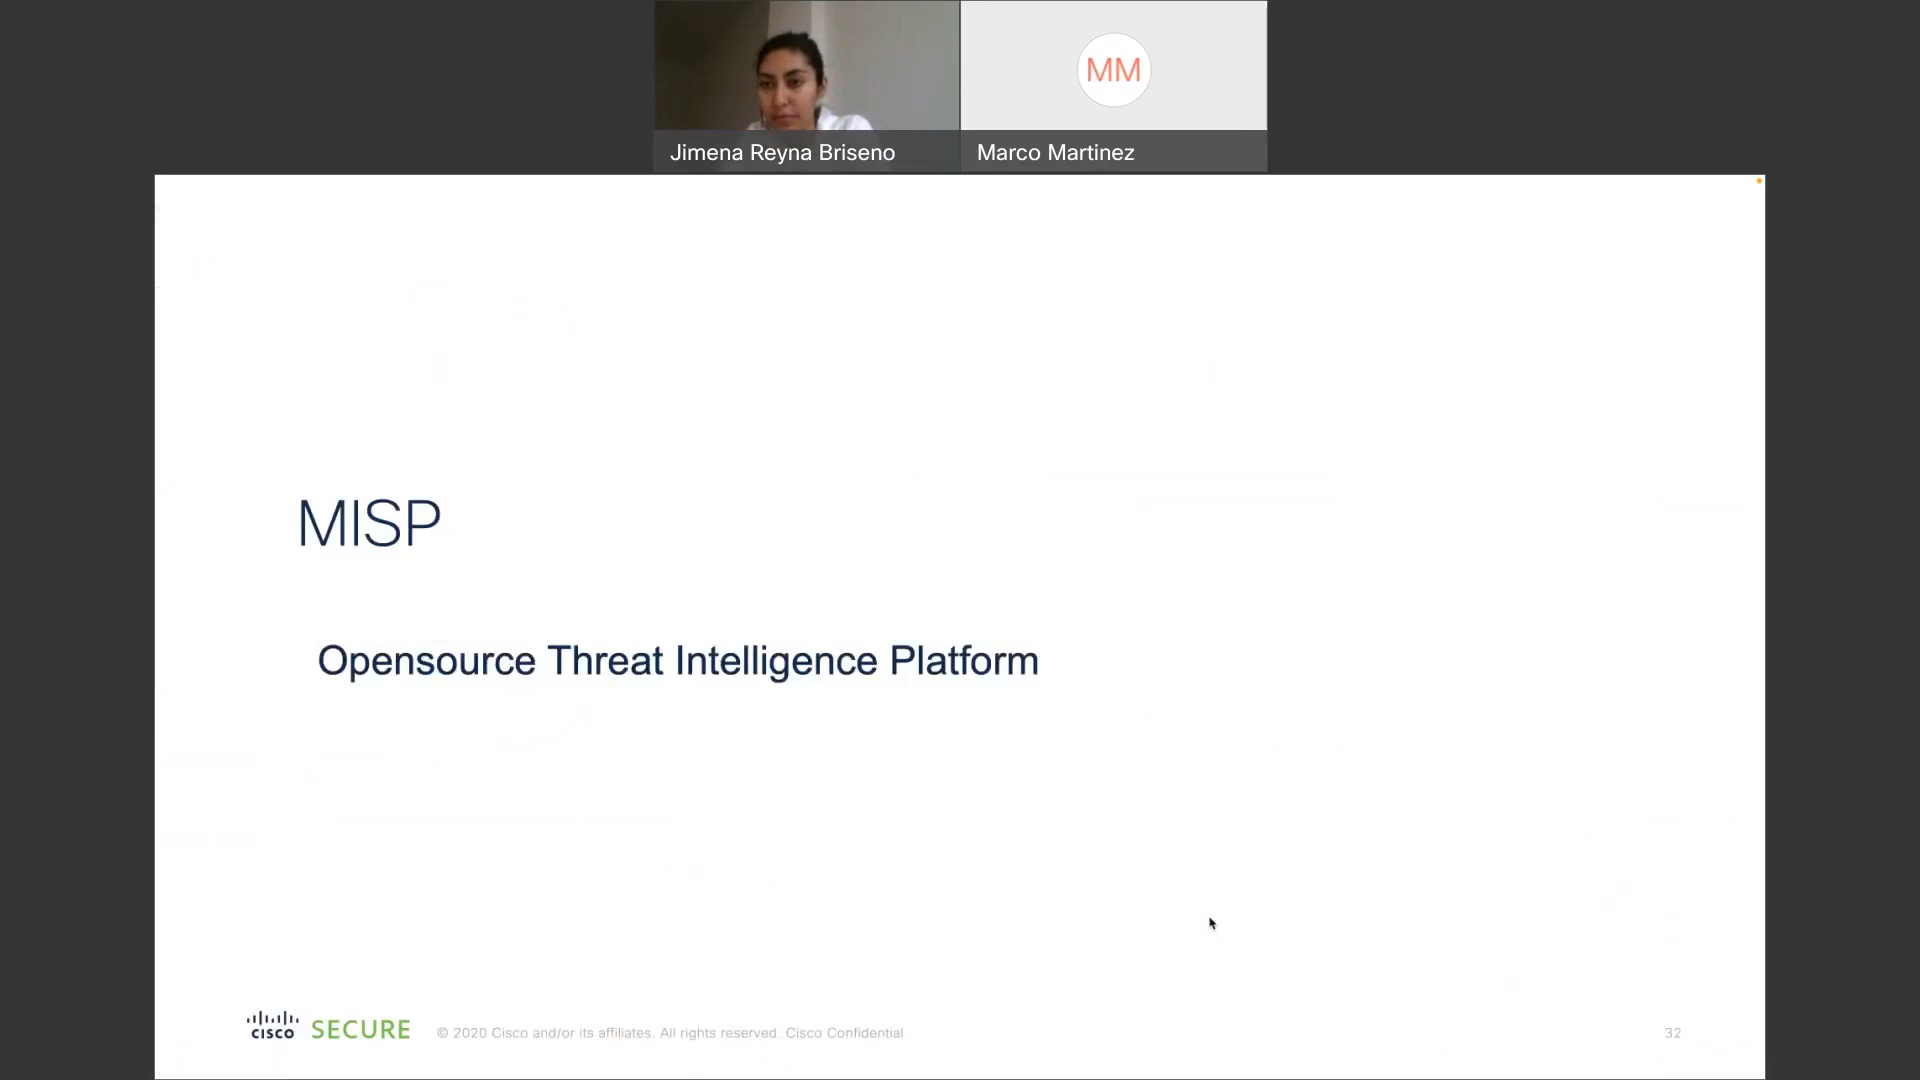 MM
Jimena Reyna Briseno
Marco Martinez
MISP
Opensource Threat Intelligence Platform
CISCO SECURE © 2020 Cisco and/or its affiliates. All rights reserved. Cisco Confidential 32